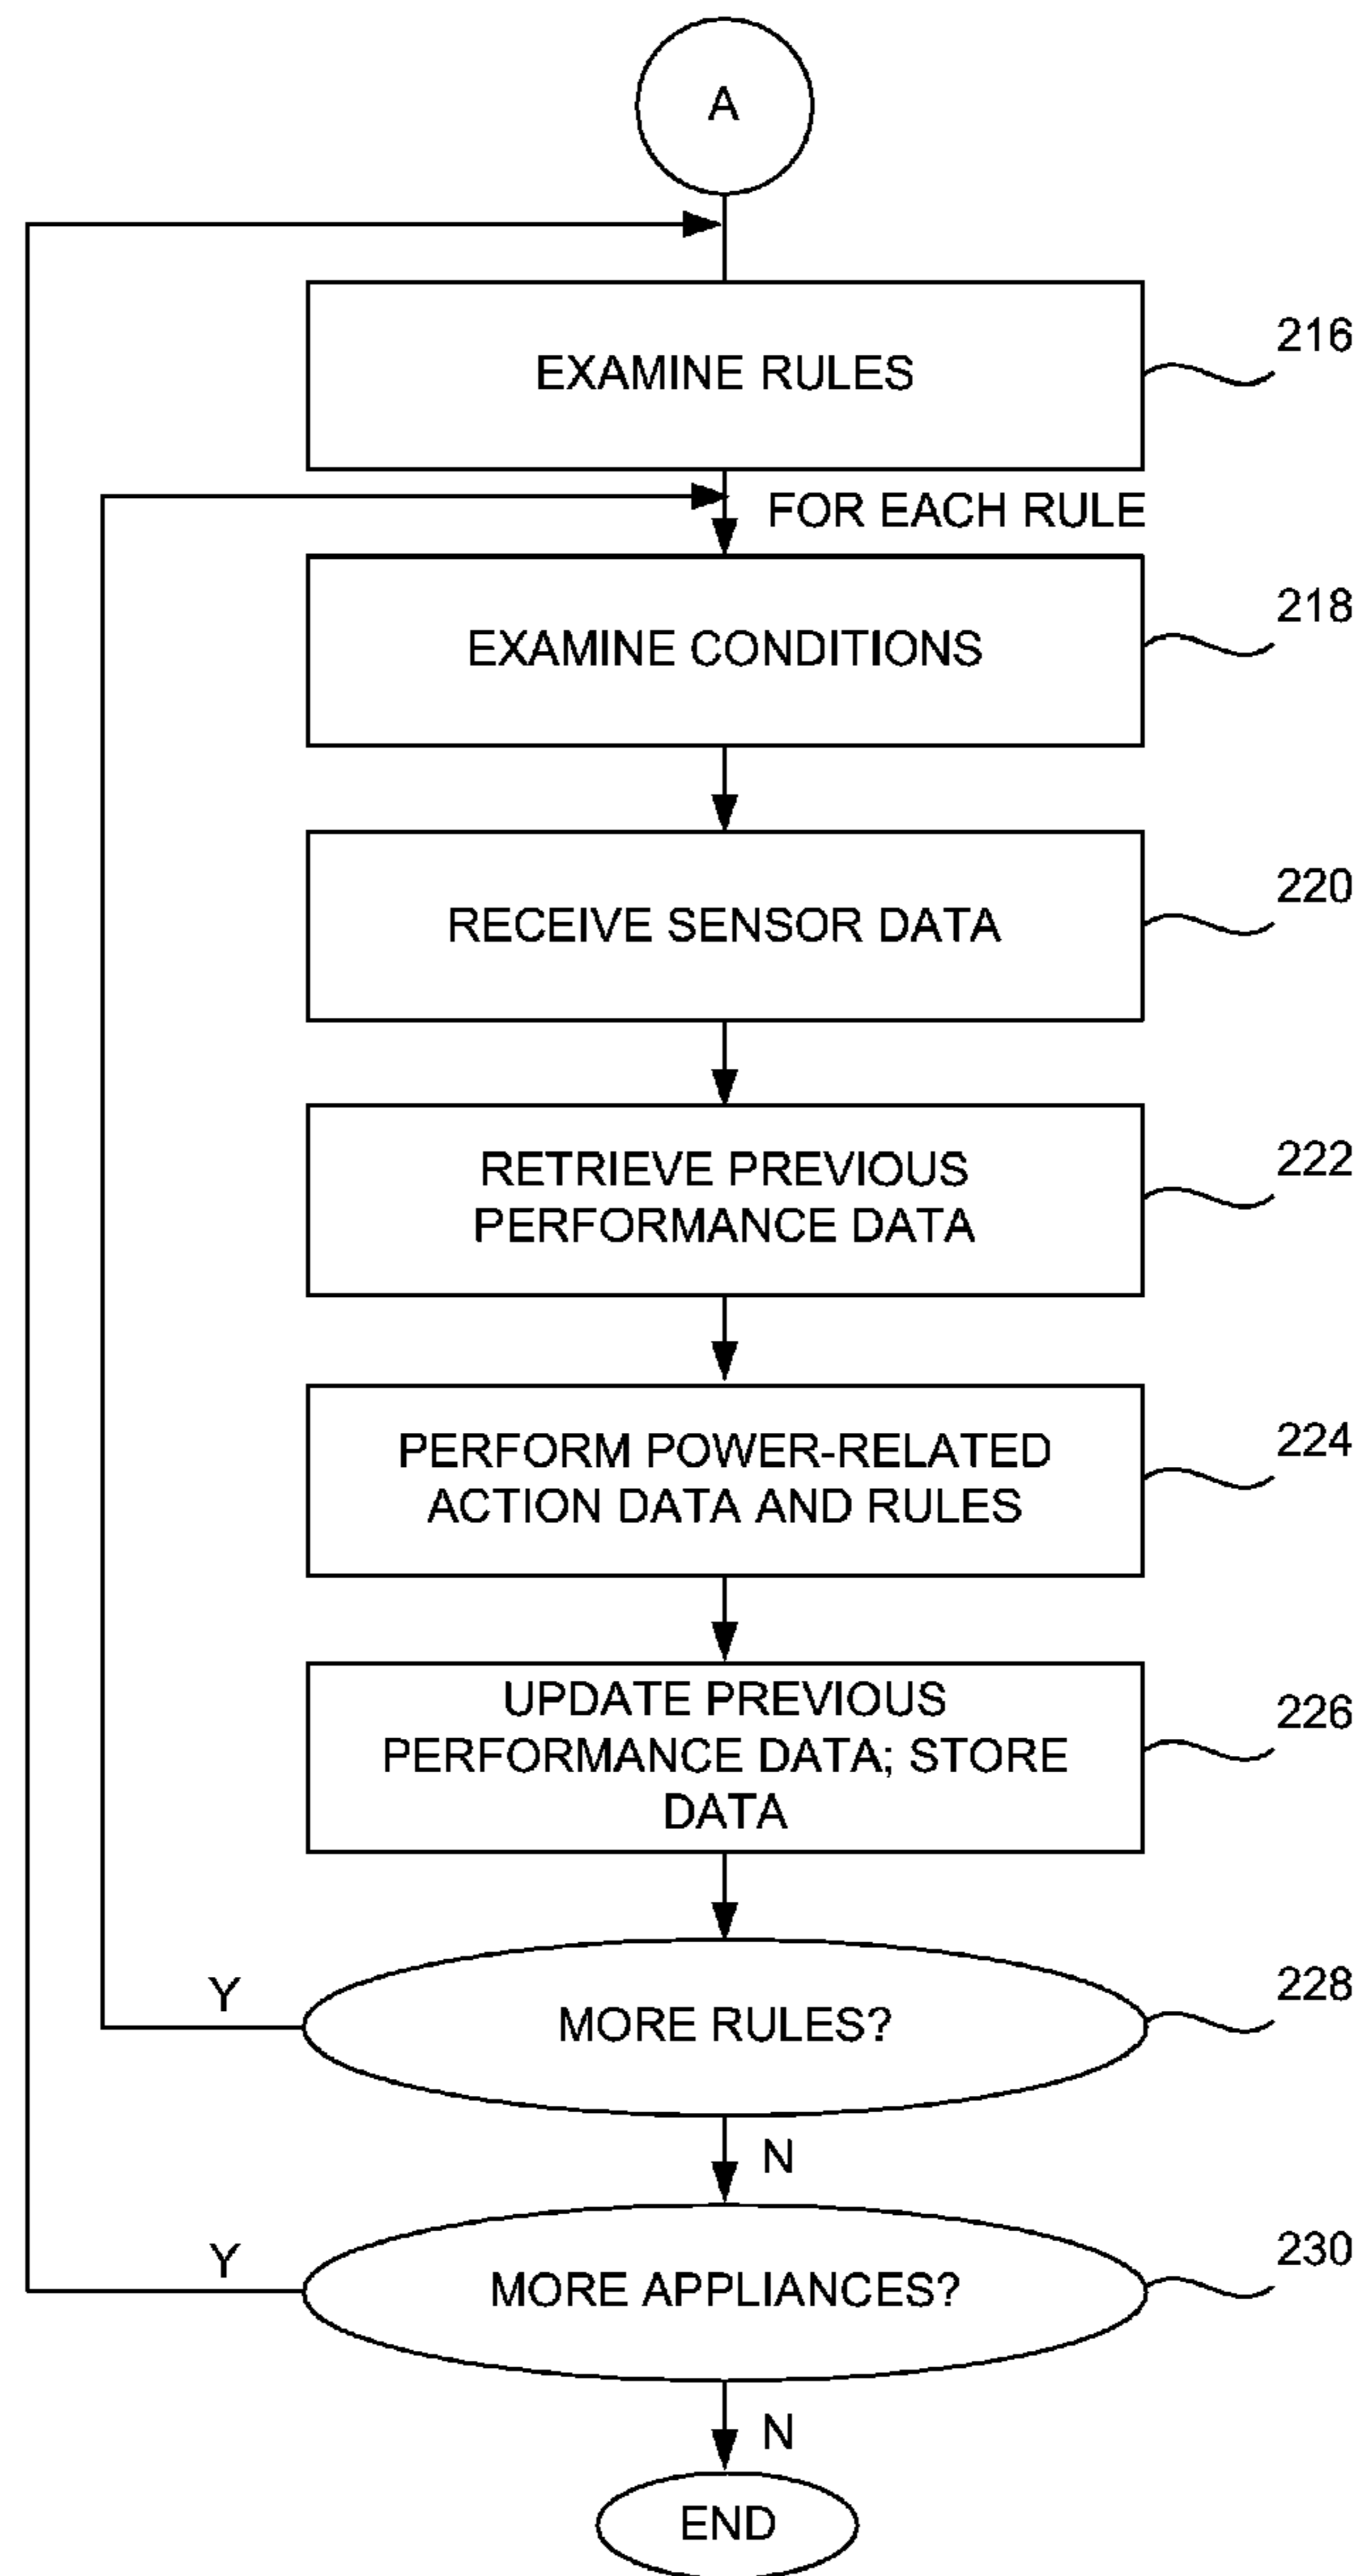 A
EXAMINE RULES
216
FOR EACH RULE
EXAMINE CONDITIONS
218
RECEIVE SENSOR DATA
220
RETRIEVE PREVIOUS
PERFORMANCE DATA
222
PERFORM POWER-RELATED
ACTION DATA AND RULES
224
UPDATE PREVIOUS
PERFORMANCE DATA; STORE
DATA
226
Y
MORE RULES?
228
N
Y
MORE APPLIANCES?
230
N
END